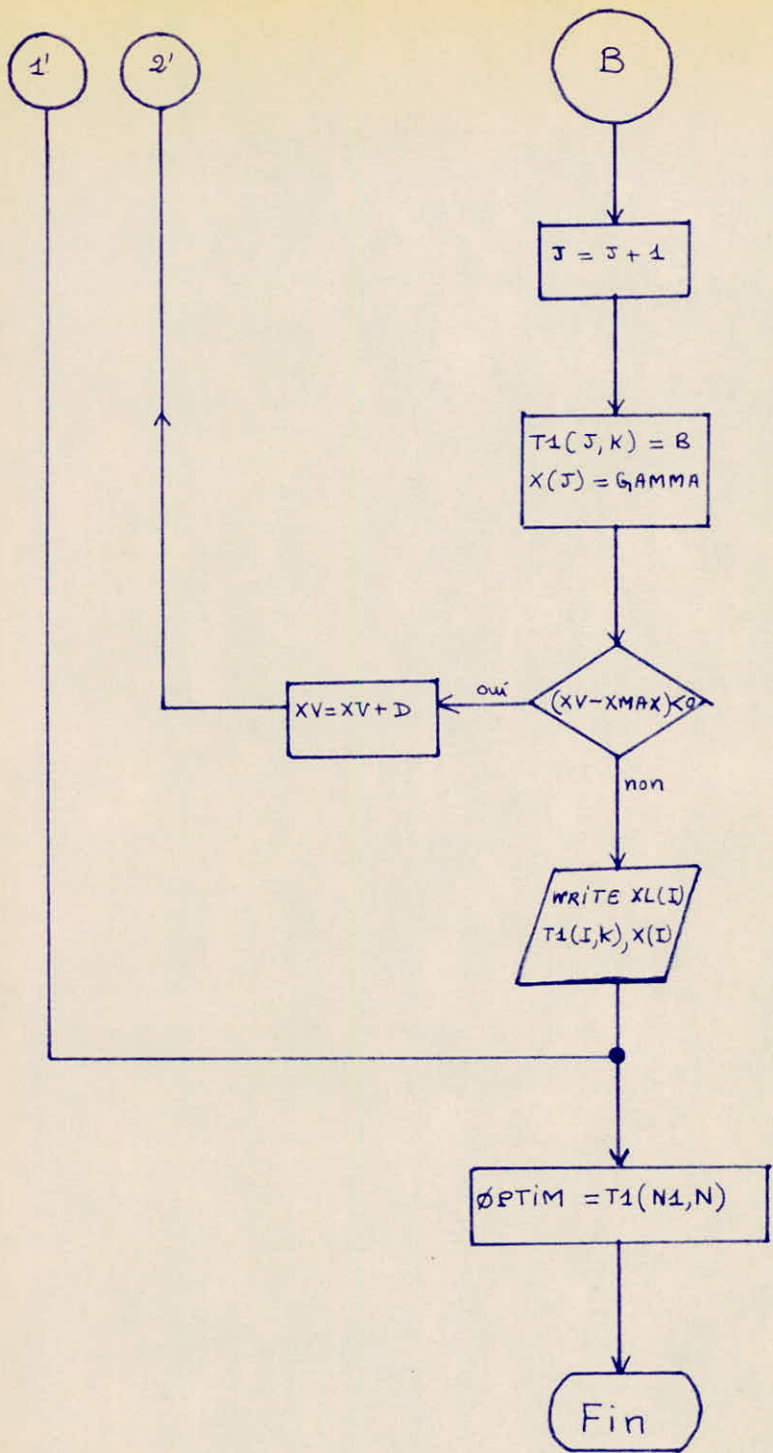 1'
2'
B
J = J + 1
T1(J,K) = B
X(J) = GAMMA
(XV-XMAX)<0
oui
XV=XV+D
non
WRiTE XL(I)
T1(I,K),X(I)
ØPTiM = T1(N1,N)
Fin